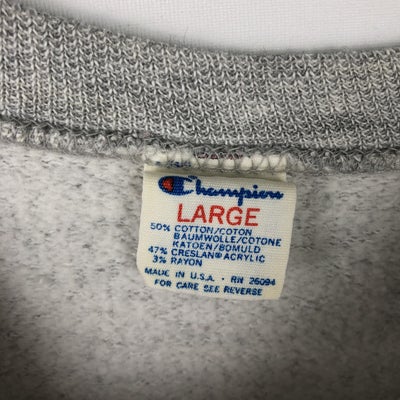 Champion
LARGE
50% COTTON/COTON
BAUMWOLLE/COTONE
KATOEN/BOMULD
47% CRESLAN® ACRYLIC
3% RAYON
MADE IN U.S.A. · RN 26094
FOR CARE SEE REVERSE